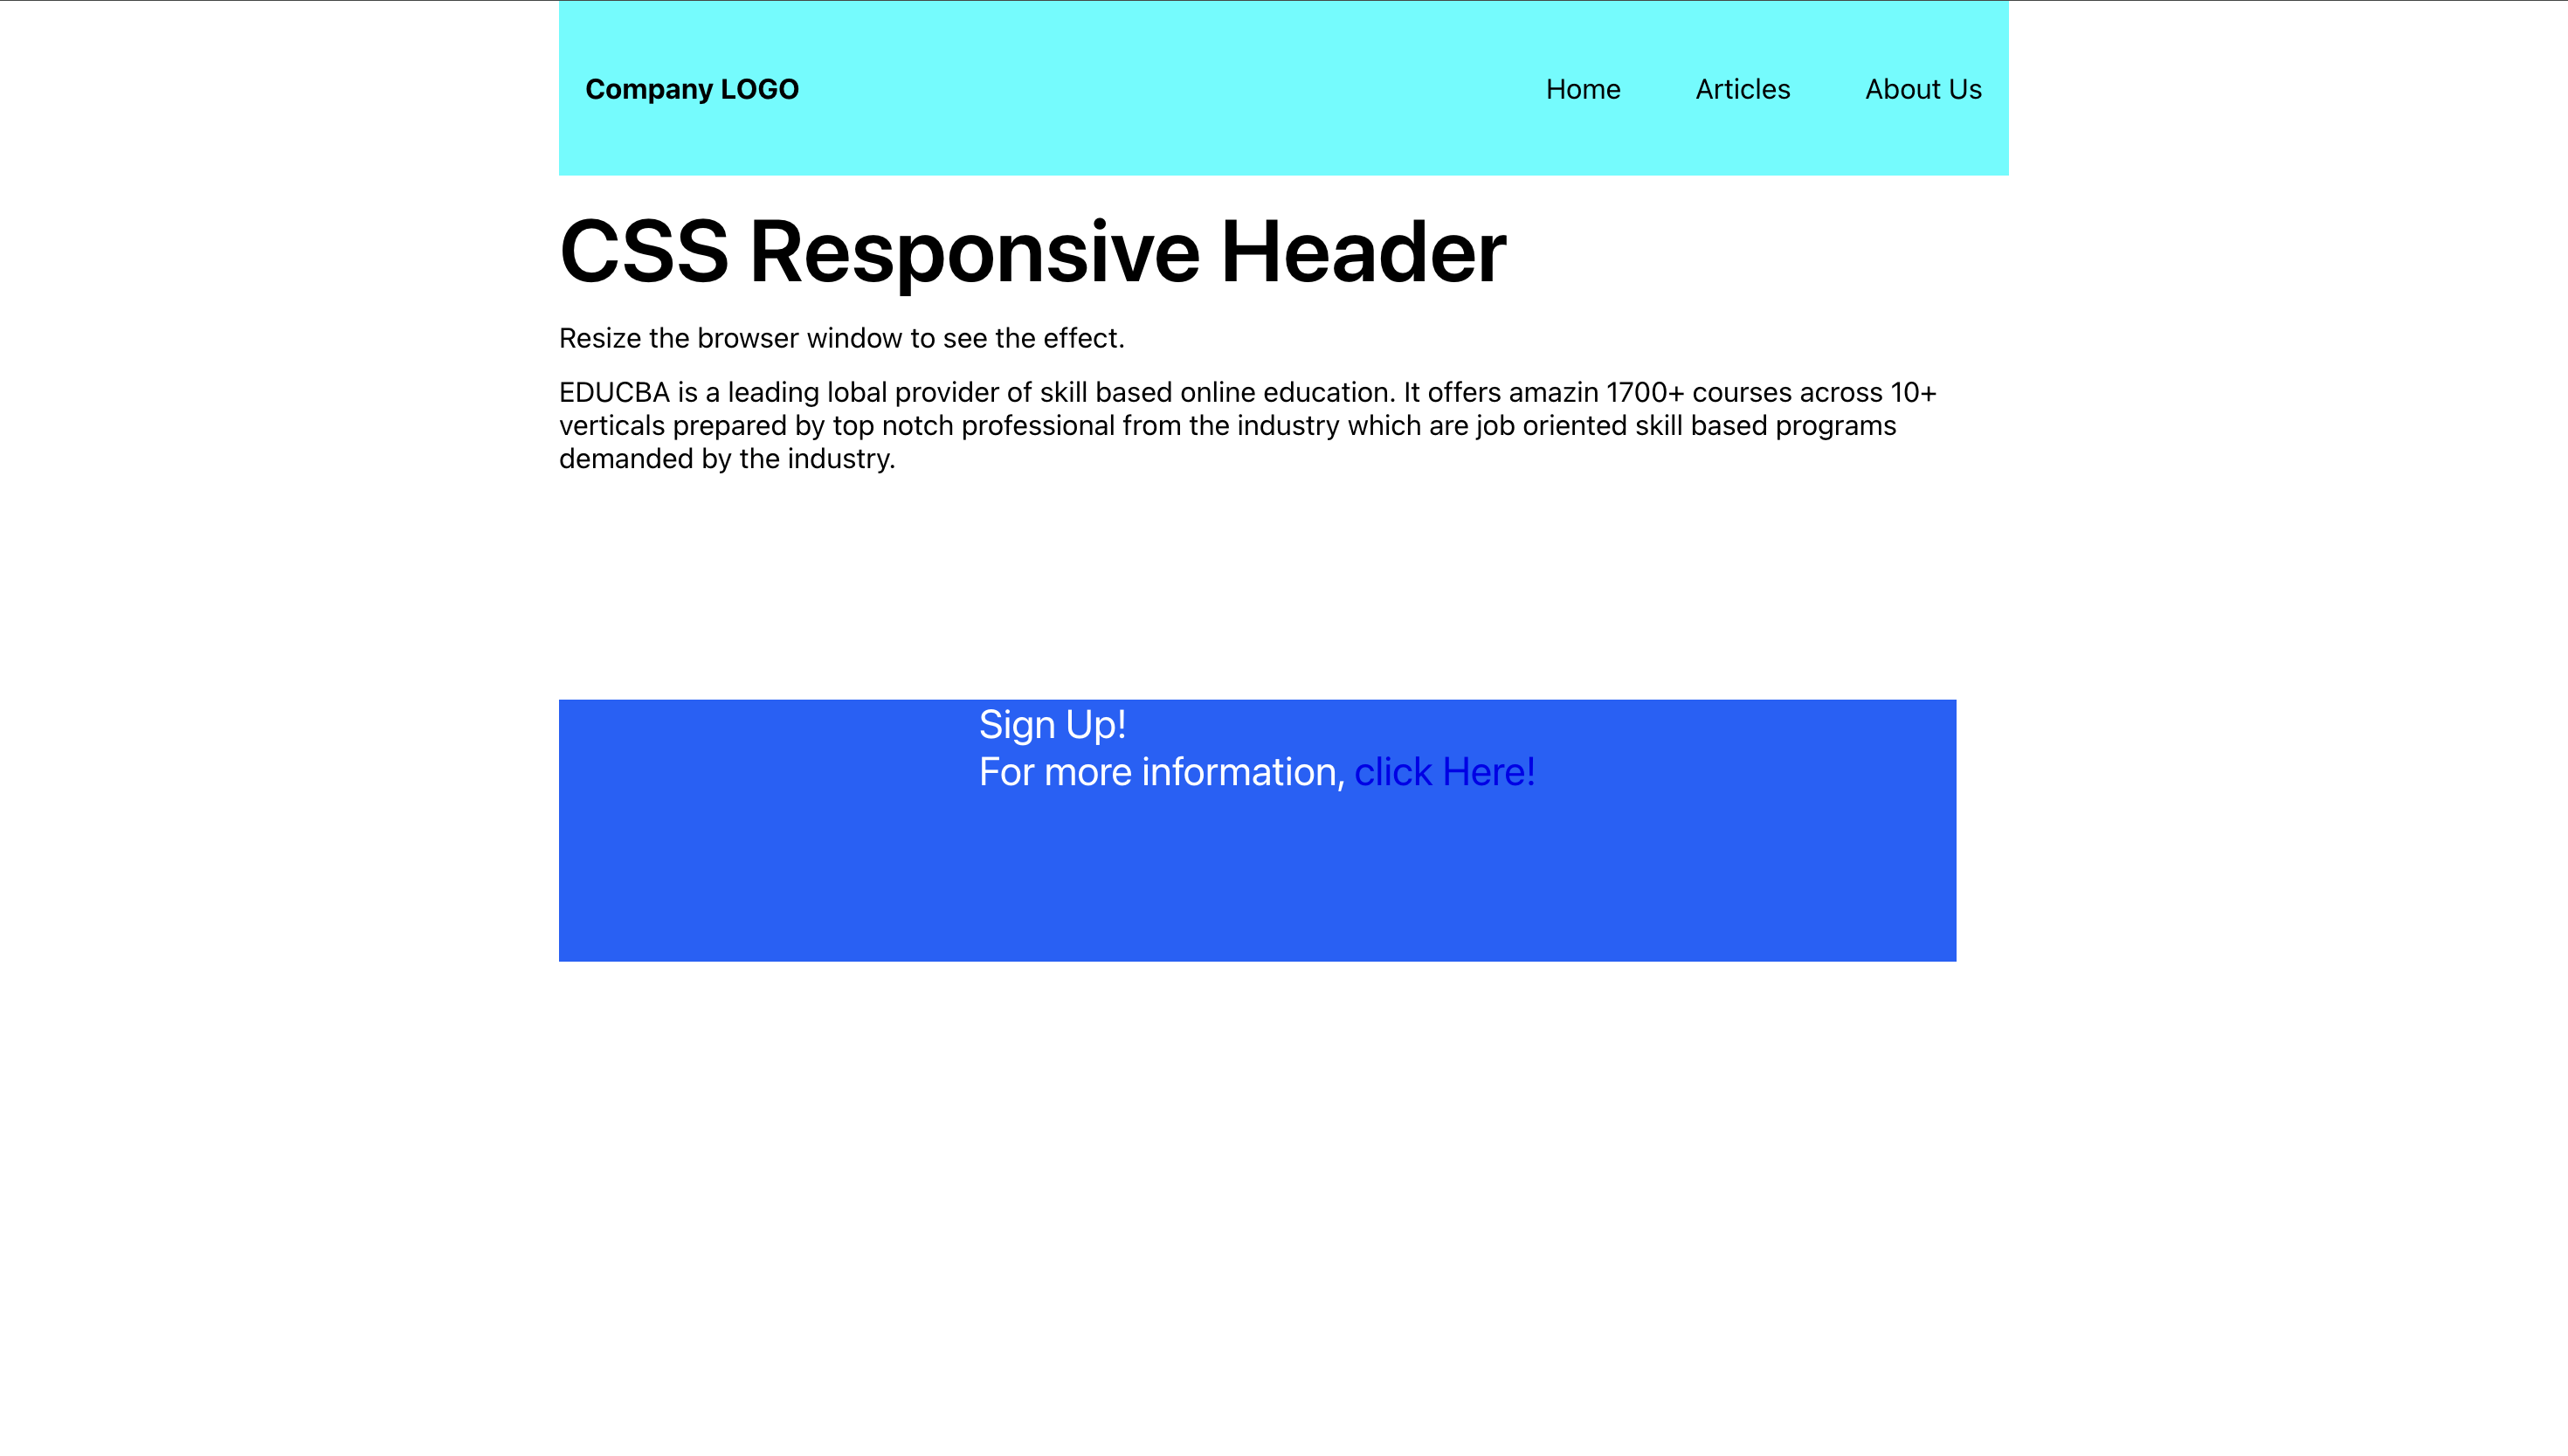 Company LOGO Home Articles About Us
CSS Responsive Header
Resize the browser window to see the effect.
EDUCBA is a leading lobal provider of skill based online education. It offers amazin 1700+ courses across 10+
verticals prepared by top notch professional from the industry which are job oriented skill based programs
demanded by the industry.
Sign Up!
For more information, click Here!